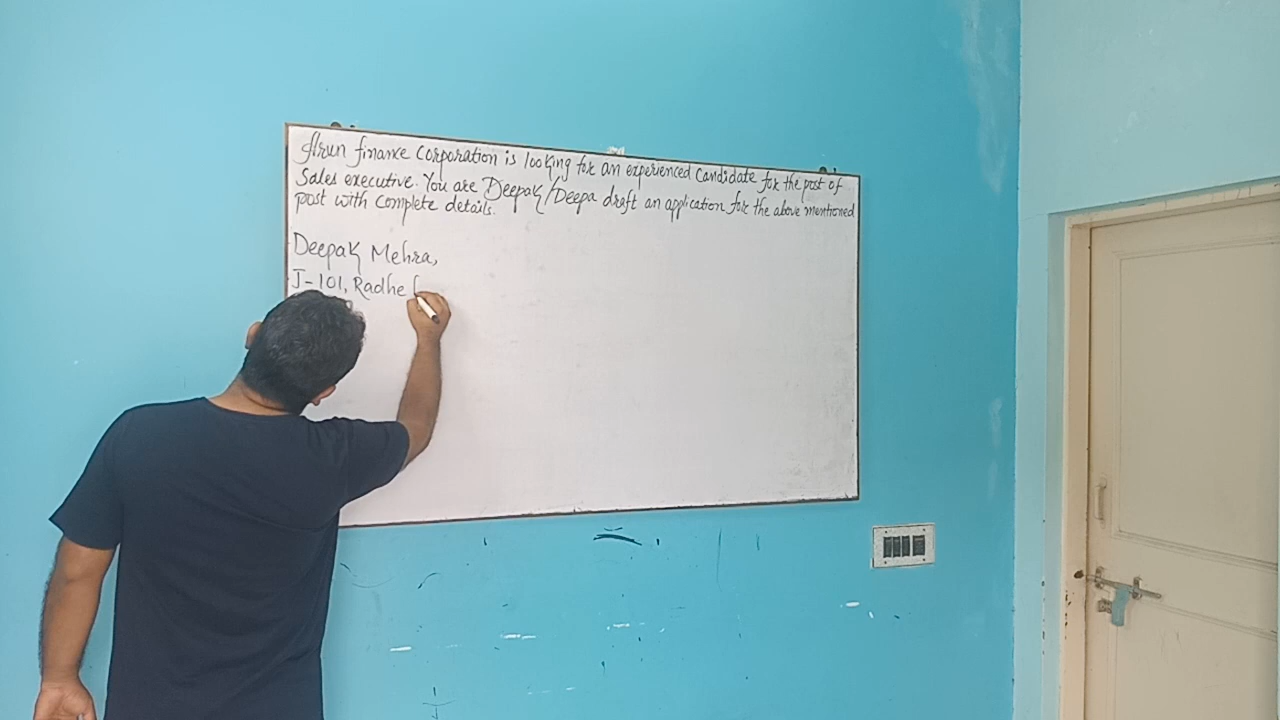 Arun finance Corporation is looking for an experienced Candidate for the post of
Sales executive. You are Deepak/Deepa draft an application for the above mentioned
post with complete details.
Deepak Mehra,
J-101, Radhe